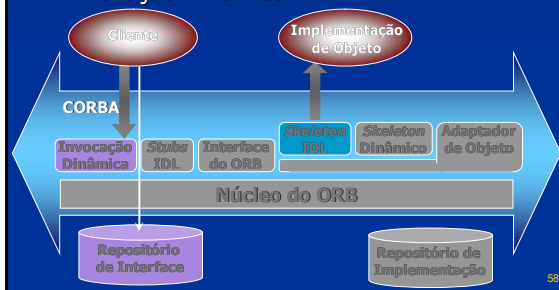 Cliente
Implementação
de Objeto
CORBA
Invocação
Dinâmica
Stubs
IDL
Interface
do ORB
Skeleton
IDL
Skeleton
Dinâmico
Adaptador
de Objeto
Núcleo do ORB
Repositório
de Interface
Repositório de
Implementação
58